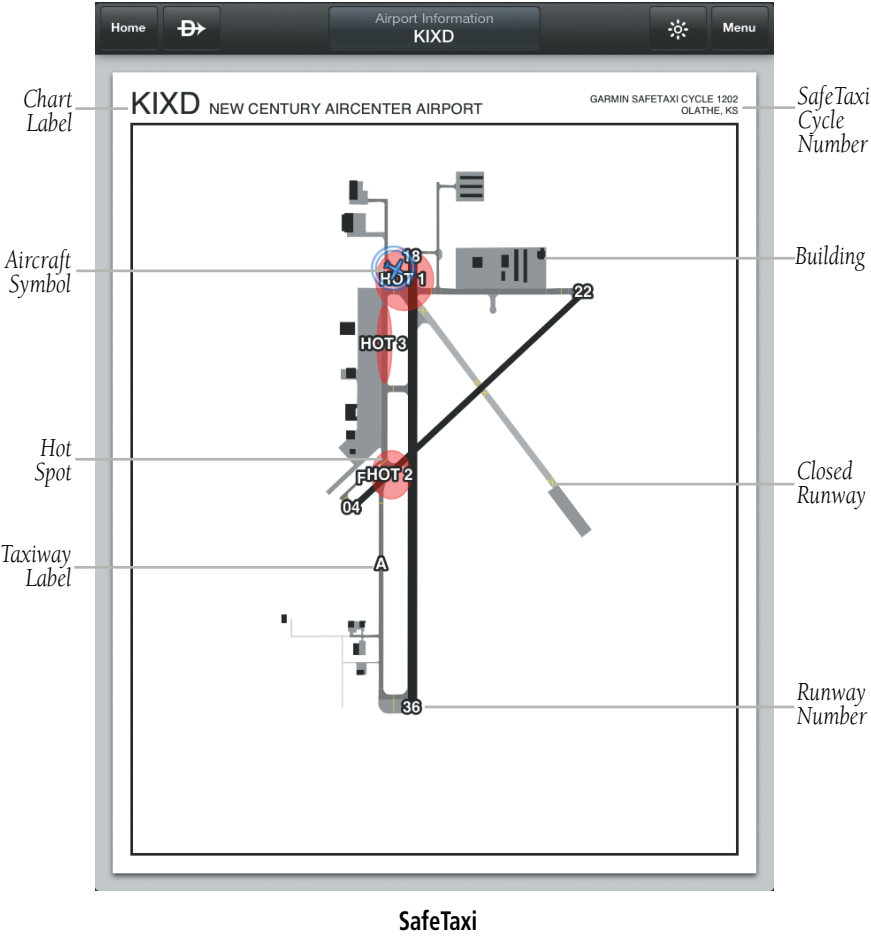 Home
Airport Information
KIXD
Menu
Chart
Label
KIXD NEW CENTURY AIRCENTER AIRPORT
GARMIN SAFETAXI CYCLE 1202
OLATHE, KS
SafeTaxi
Cycle
Number
18
Aircraft
Symbol
HOT 1
Building
22
HOT 3
Hot
Spot
F
HOT 2
Closed
Runway
04
Taxiway
Label
A
36
Runway
Number
SafeTaxi